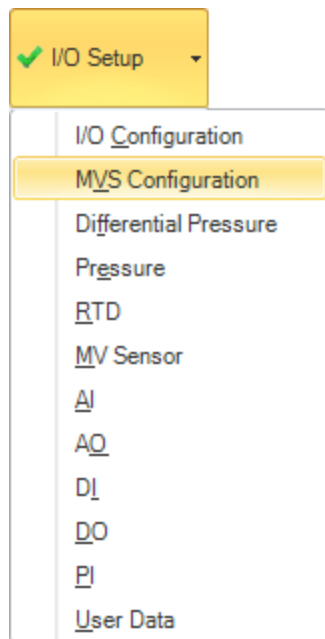 I/O Setup
I/O Configuration
MVS Configuration
Differential Pressure
Pressure
RTD
MV Sensor
AI
AO
DI
DO
PI
User Data